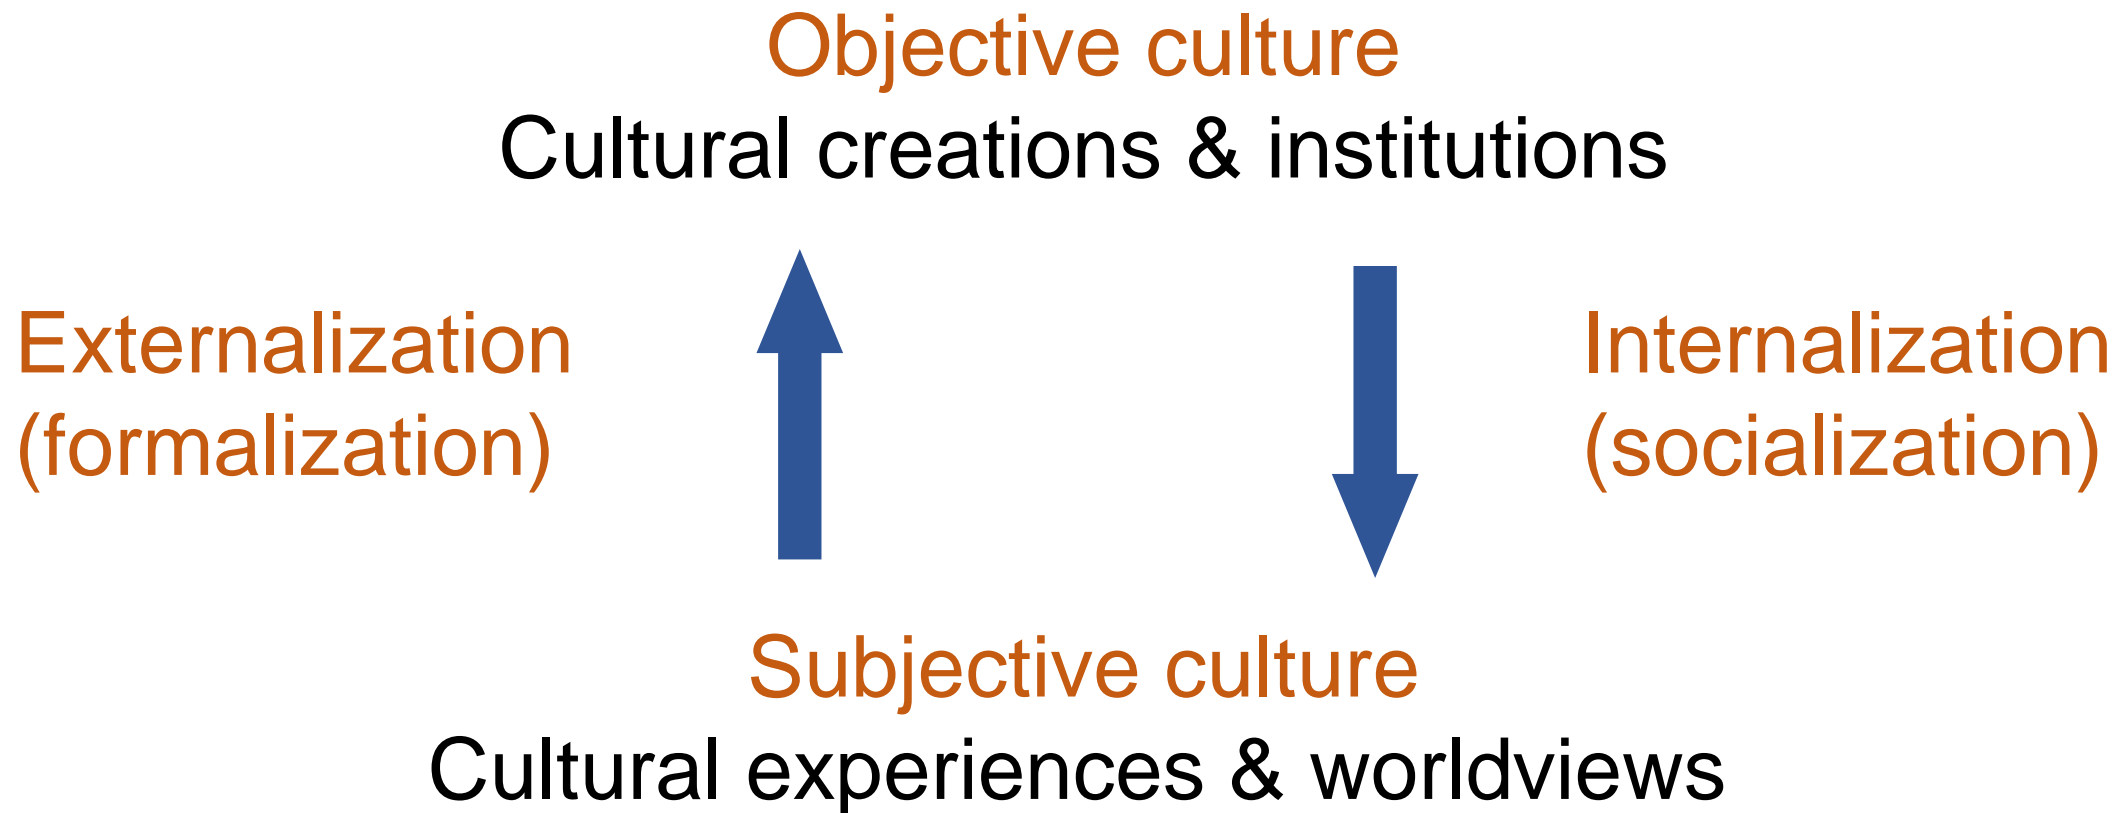 Objective culture
Cultural creations & institutions
Externalization
(formalization)
Internalization
(socialization)
Subjective culture
Cultural experiences & worldviews